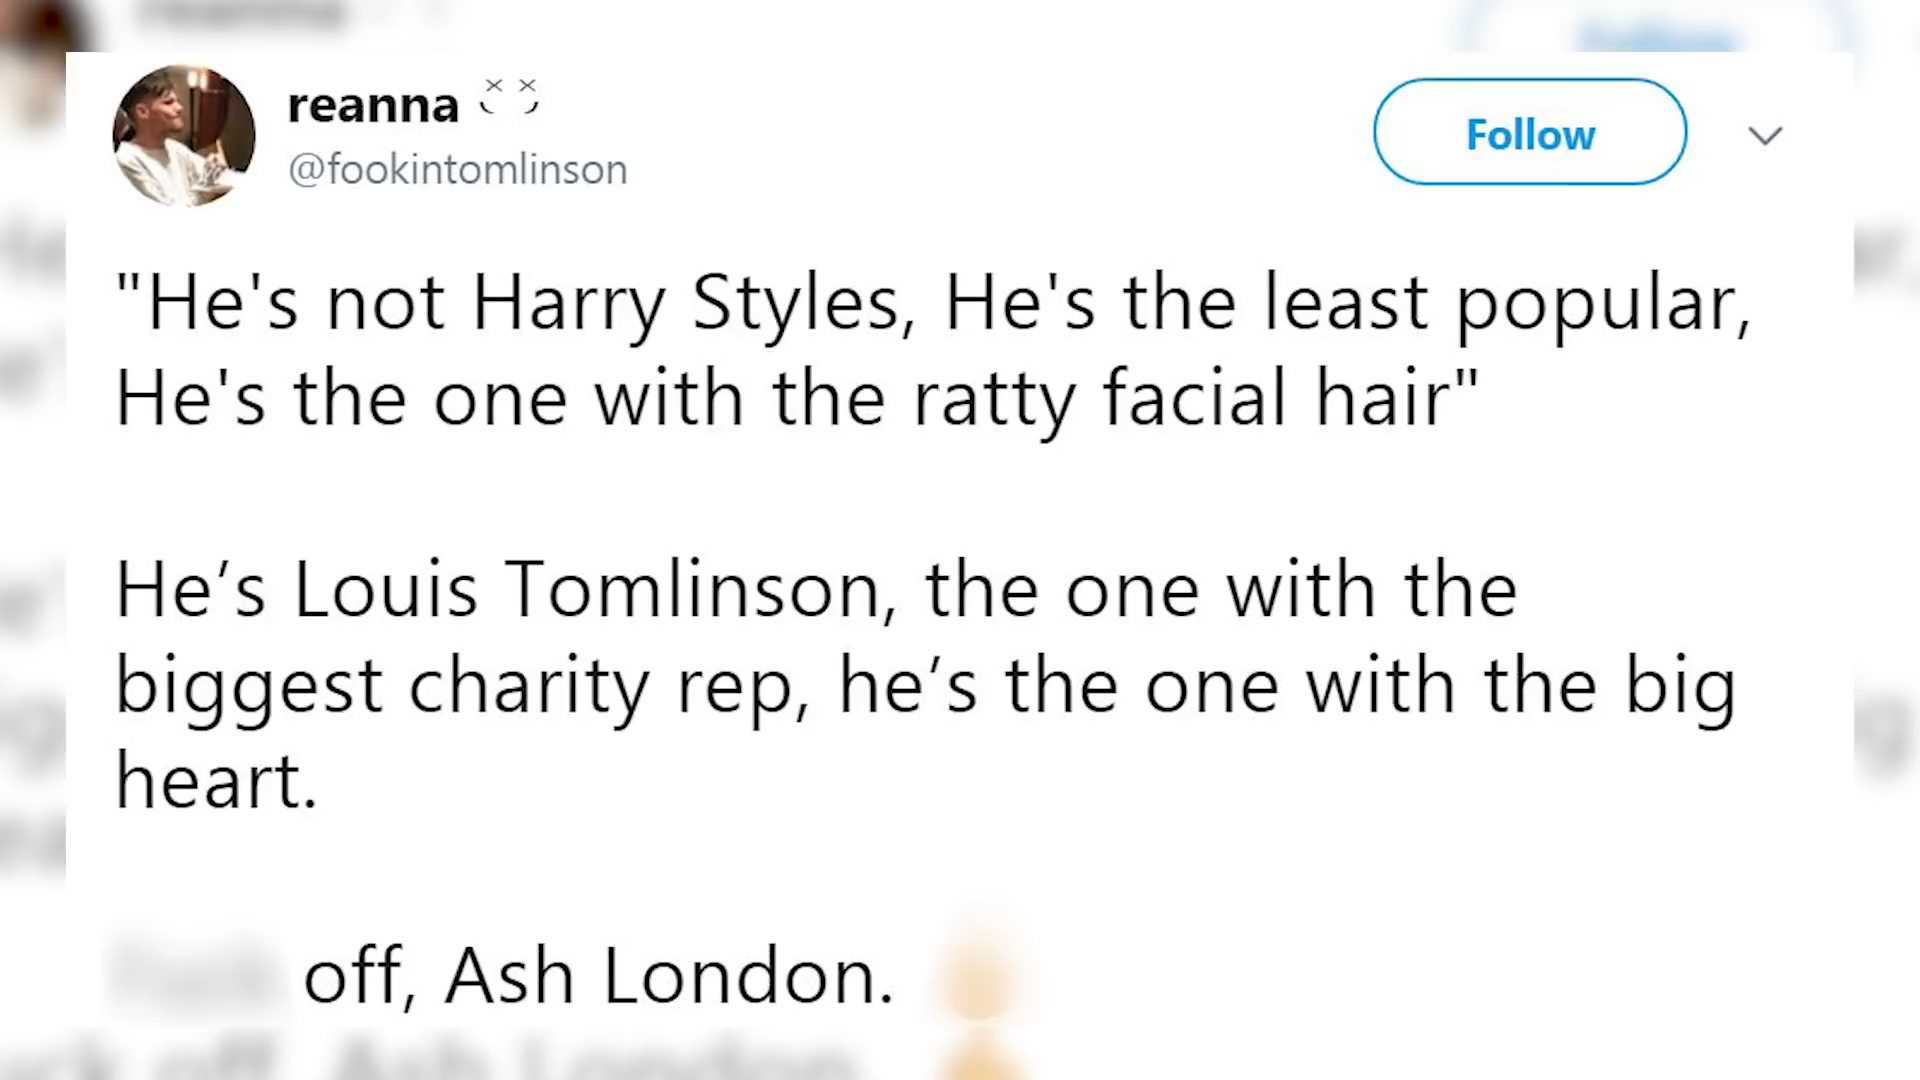 reanna
@fookintomlinson
Follow
"He's not Harry Styles, He's the least popular,
He's the one with the ratty facial hair"
He’s Louis Tomlinson, the one with the
biggest charity rep, he’s the one with the big
heart.
off, Ash London.